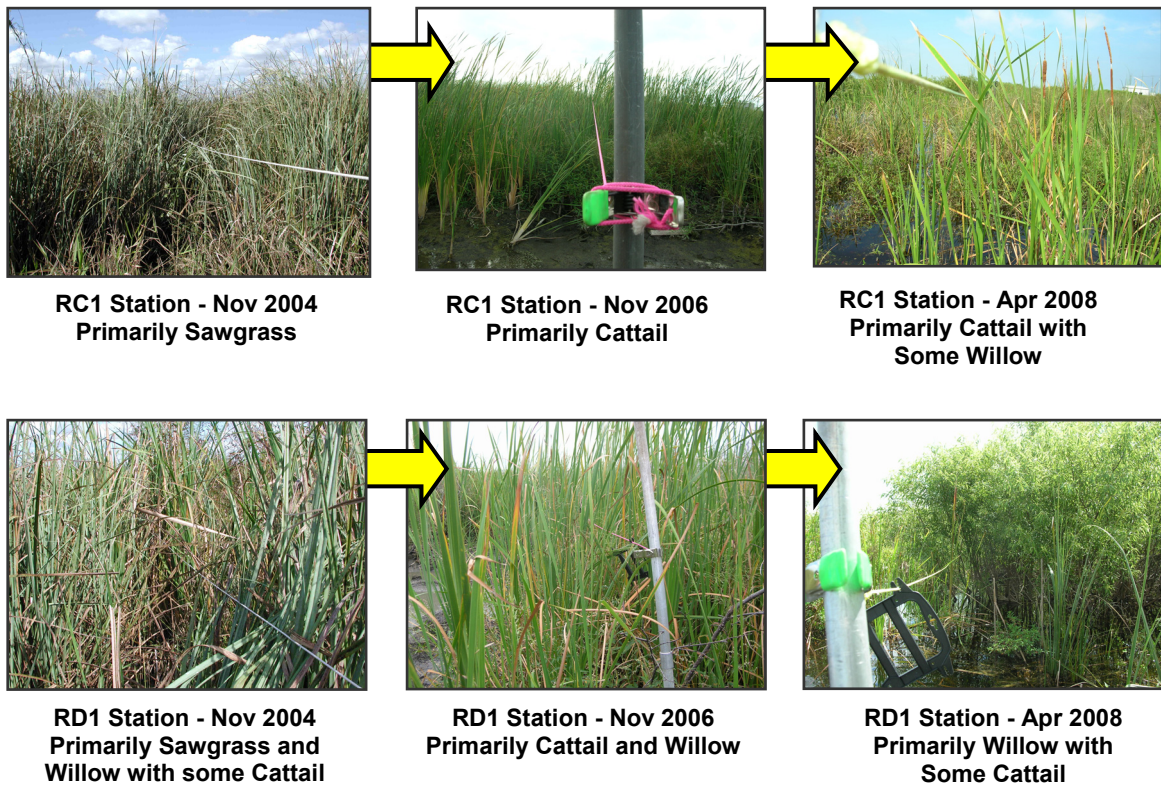 RC1 Station - Nov 2004
Primarily Sawgrass
RC1 Station - Nov 2006
Primarily Cattail
RC1 Station - Apr 2008
Primarily Cattail with
Some Willow
RD1 Station - Nov 2004
Primarily Sawgrass and
Willow with some Cattail
RD1 Station - Nov 2006
Primarily Cattail and Willow
RD1 Station - Apr 2008
Primarily Willow with
Some Cattail